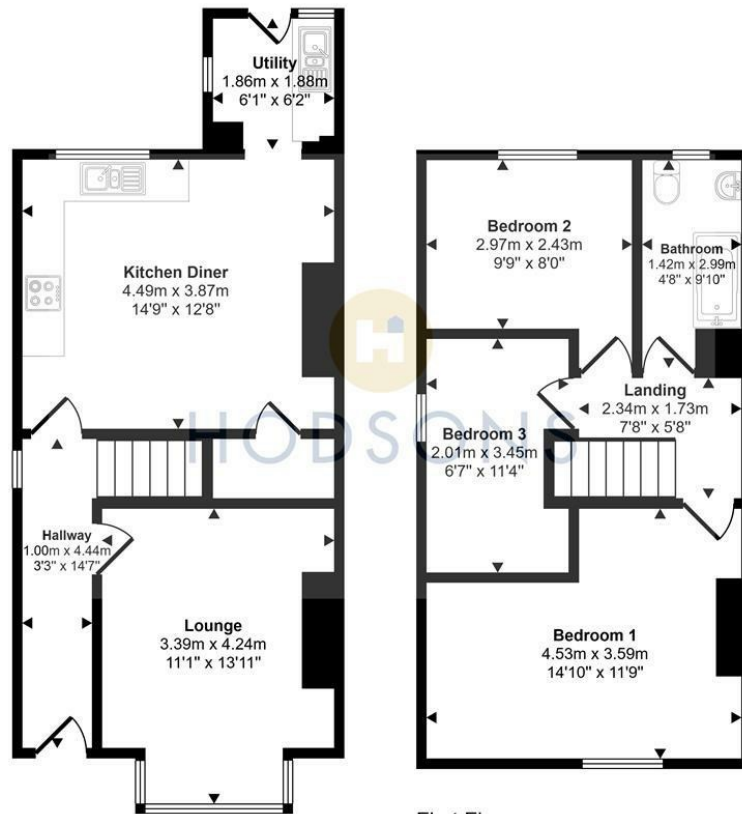 Utility
1.86m x 1.88m
6'1" x 6'2"
Kitchen Diner
4.49m x 3.87m
14'9" x 12'8"
Bedroom 2
2.97m x 2.43m
9'9" x 8'0"
Bathroom
1.42m x 2.99m
4'8" x 9'10"
H
HODSONS
Landing
2.34m x 1.73m
7'8" x 5'8"
Bedroom 3
2.01m x 3.45m
6'7" x 11'4"
Hallway
1.00m x 4.44m
3'3" x 14'7"
Lounge
3.39m x 4.24m
11'1" x 13'11"
Bedroom 1
4.53m x 3.59m
14'10" x 11'9"